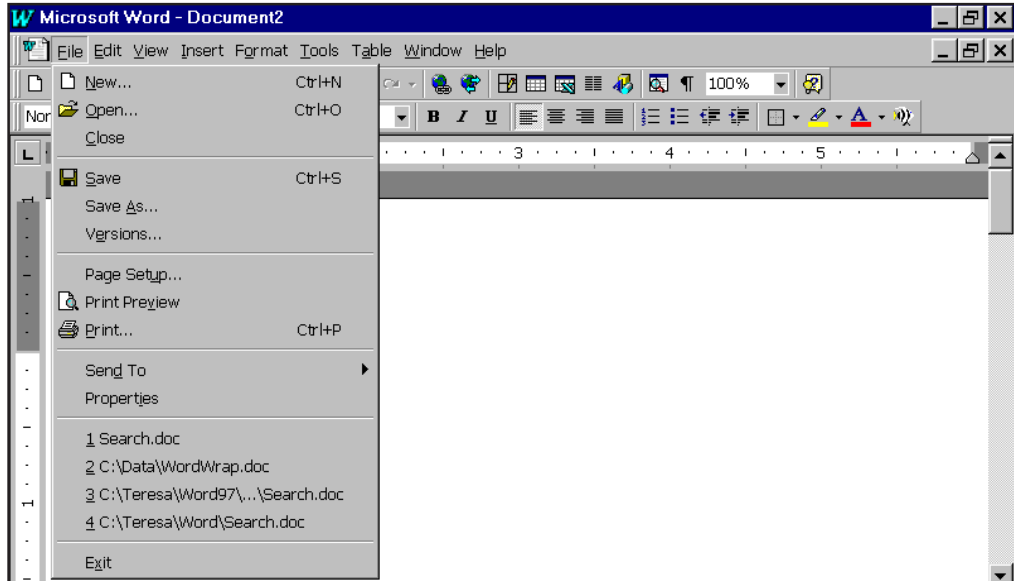 Microsoft Word - Document2
File Edit View Insert Format Tools Table Window Help
New... Ctrl+N
100%
Open... Ctrl+O
Nor
B I U
A
Close
L
3 4 5
Save Ctrl+S
Save As...
Versions...
Page Setup...
Print Preview
Print... Ctrl+P
Send To
Properties
1 Search.doc
2 C:\Data\WordWrap.doc
3 C:\Teresa\Word97\...\Search.doc
4 C:\Teresa\Word\Search.doc
1
Exit